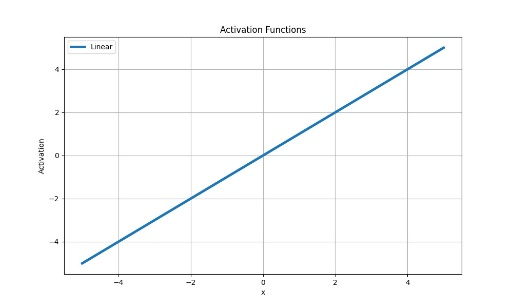 Activation Functions
Linear
4
2
0
−2
−4
Activation
−4 −2 0 2 4
x